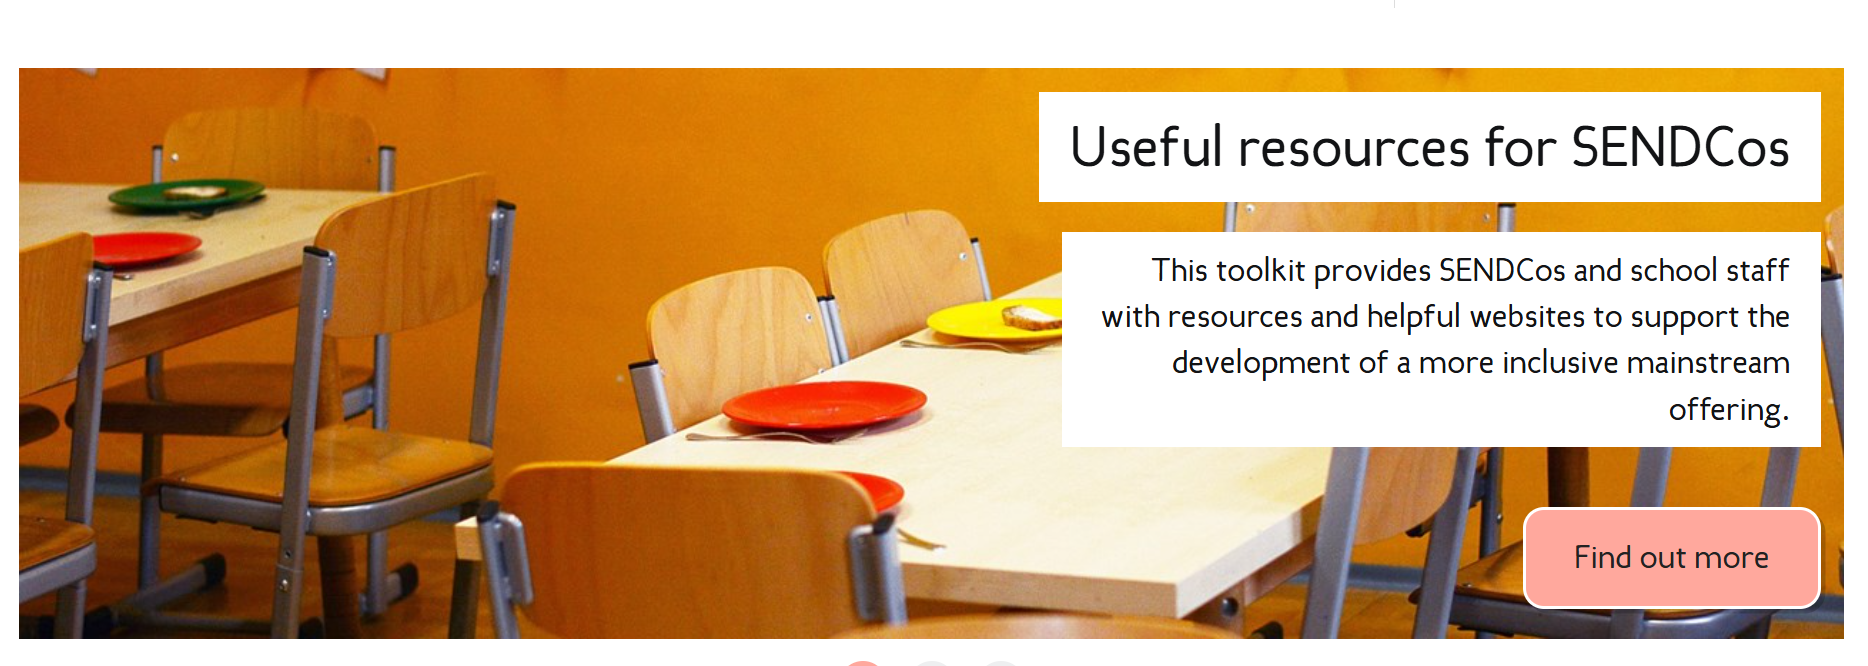 Useful resources for SENDCos
This toolkit provides SENDCos and school staff
with resources and helpful websites to support the
development of a more inclusive mainstream
offering.
Find out more